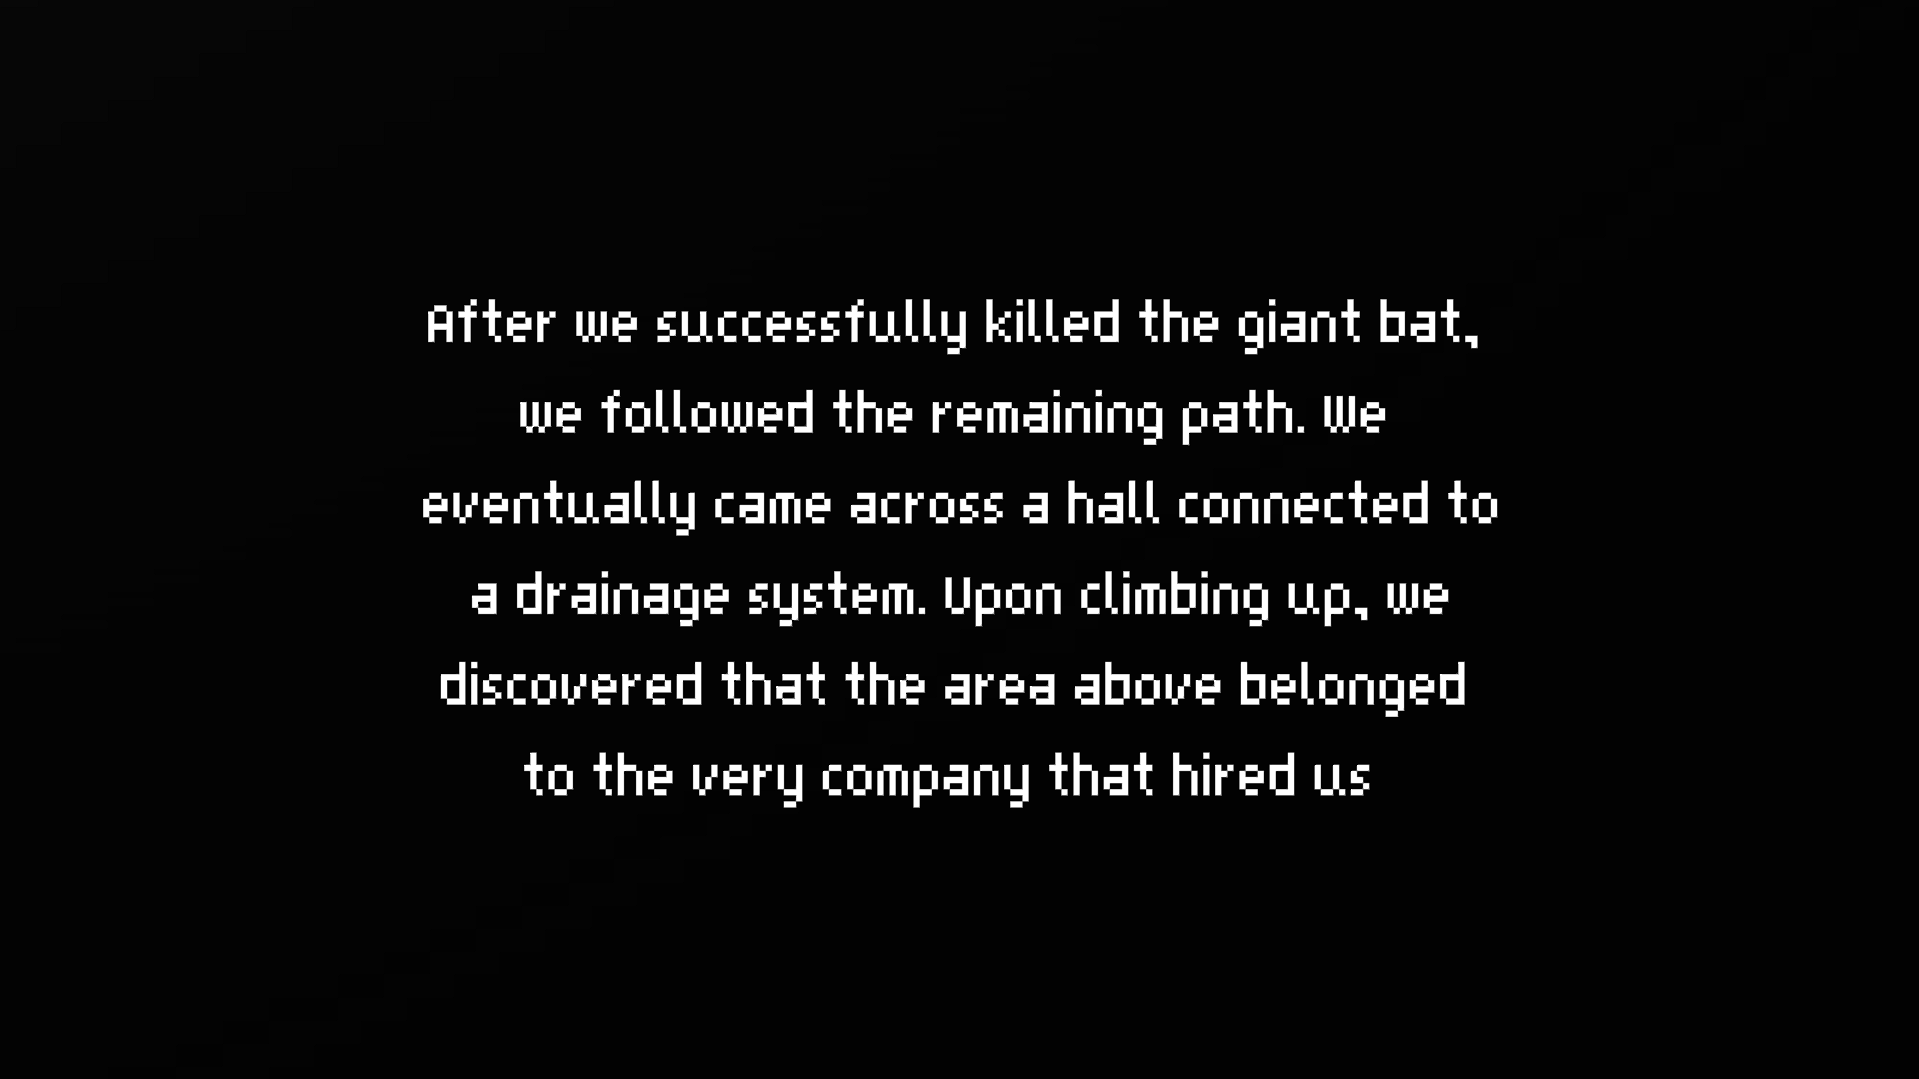 After we successfully killed the giant bat,
we followed the remaining path. We
eventually came across a hall connected to
a drainage system. Upon climbing up, we
discovered that the area above belonged
to the very company that hired us